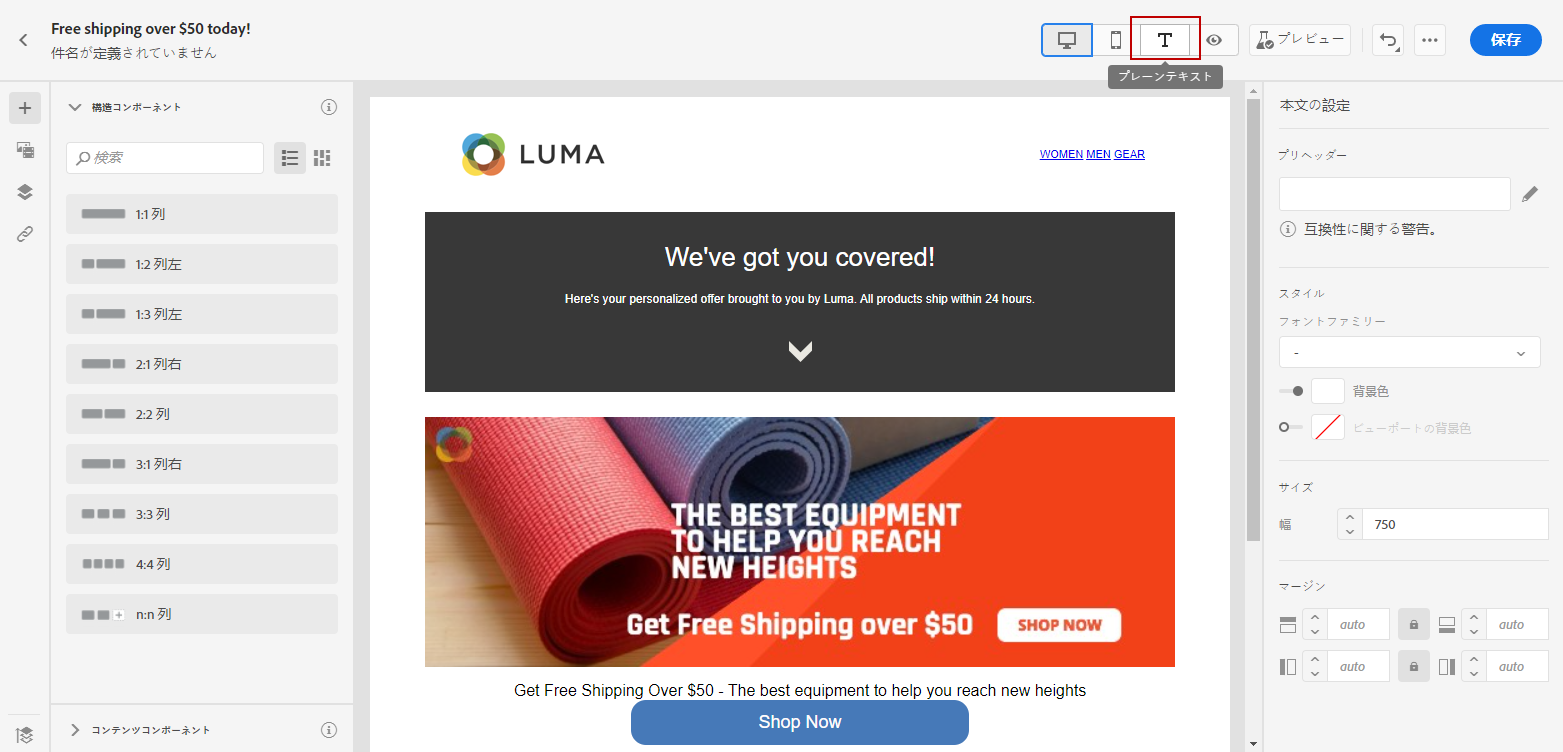 Free shipping over $50 today!
件名が定義されていません
プレビュー
保存
プレーンテキスト
構造コンポーネント
検索
1:1 列
1:2 列左
1:3 列左
2:1 列右
2:2 列
3:1 列右
3:3 列
4:4 列
n:n 列
コンテンツコンポーネント
LUMA
WOMEN MEN GEAR
We've got you covered!
Here's your personalized offer brought to you by Luma. All products ship within 24 hours.
THE BEST EQUIPMENT
TO HELP YOU REACH
NEW HEIGHTS
Get Free Shipping over $50
SHOP NOW
Get Free Shipping Over $50 - The best equipment to help you reach new heights
Shop Now
本文の設定
プリヘッダー
互換性に関する警告。
スタイル
フォントファミリー
-
背景色
ビューポートの背景色
サイズ
幅
750
マージン
auto
auto
auto
auto